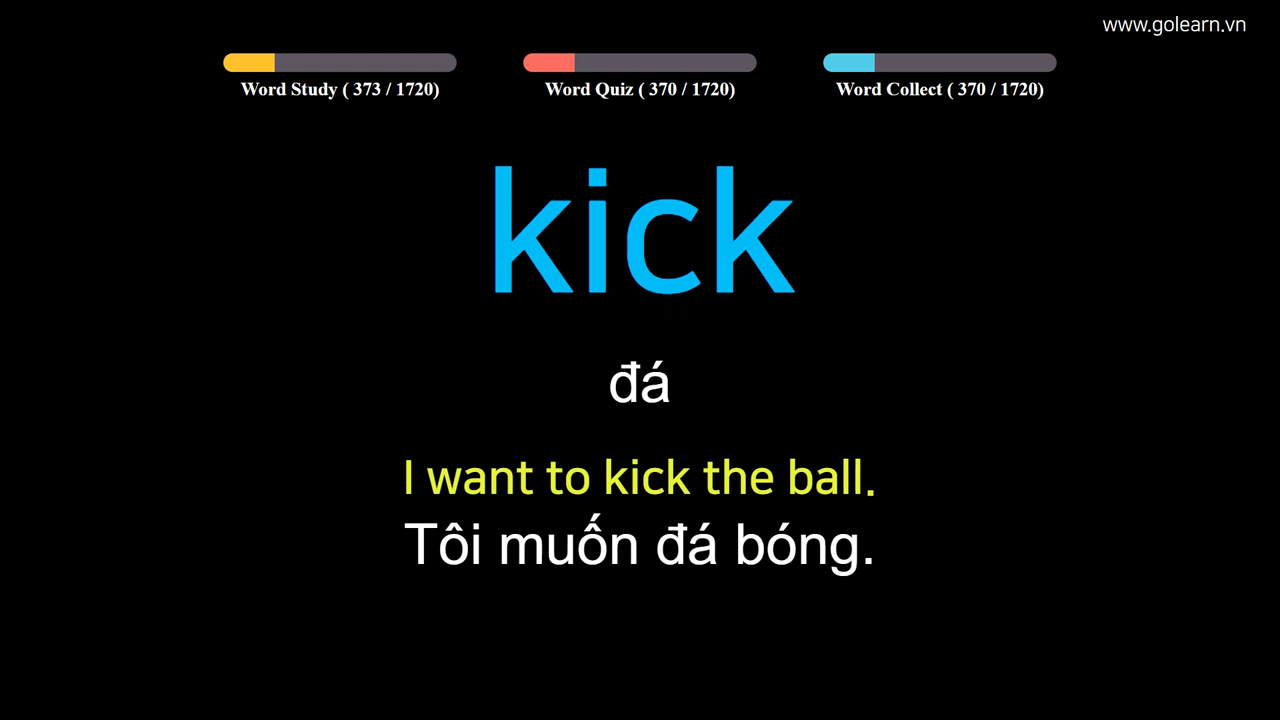 www.golearn.vn
Word Study ( 373 / 1720)
Word Quiz ( 370 / 1720)
Word Collect ( 370 / 1720)
kick
đá
I want to kick the ball.
Tôi muốn đá bóng.